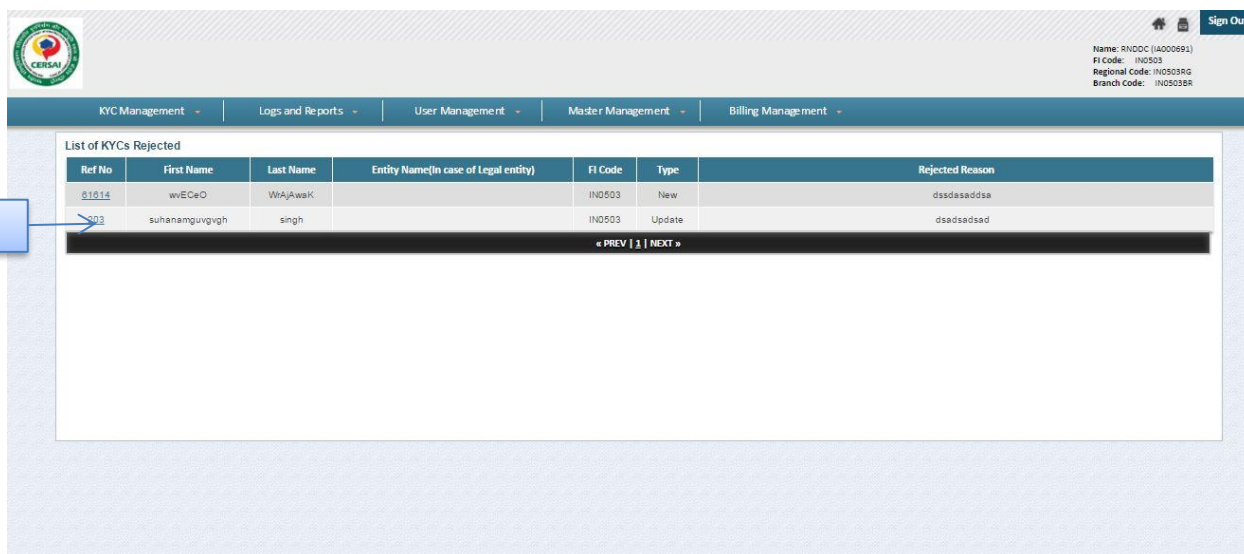 CERSAI
Sign Ou
Name: RNDDC (IA000691)
FI Code: IN0503
Regional Code: IN0503RG
Branch Code: IN0503BR
KYC Management Logs and Reports User Management Master Management Billing Management
List of KYCs Rejected
Ref No First Name Last Name Entity Name(In case of Legal entity) FI Code Type Rejected Reason
61614 wvECeO WrAjAwaK IN0503 New dssdasaddsa
203 suhanamguvgvgh singh IN0503 Update dsadsadsad
« PREV | 1 | NEXT »